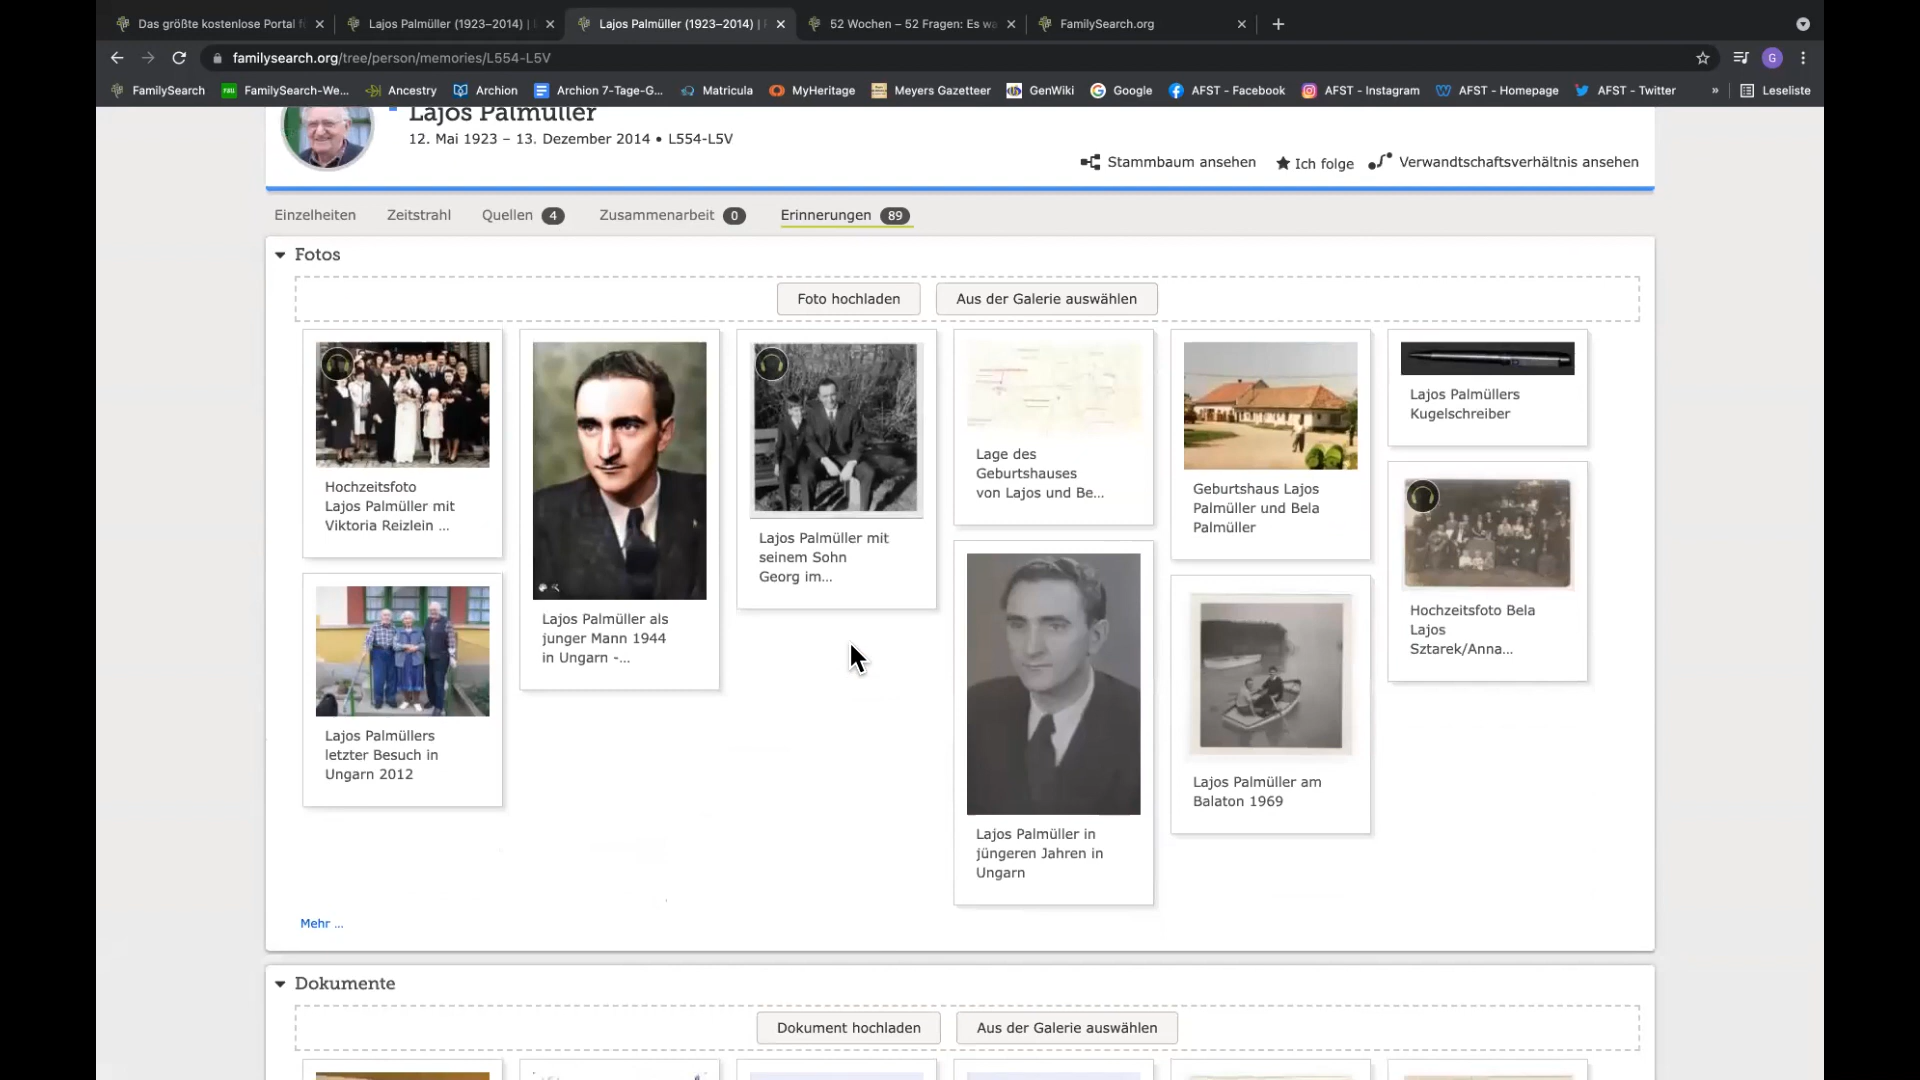 Das größte kostenlose Portal f
Lajos Palmüller (1923–2014) |
Lajos Palmüller (1923–2014) |
52 Wochen – 52 Fragen: Es wa
FamilySearch.org
familysearch.org/tree/person/memories/L554-L5V
G
FamilySearch
FamilySearch-We...
Ancestry
Archion
Archion 7-Tage-G...
Matricula
MyHeritage
Meyers Gazetteer
GenWiki
Google
AFST - Facebook
AFST - Instagram
AFST - Homepage
AFST - Twitter
»
Leseliste
Lajos Palmüller
12. Mai 1923 – 13. Dezember 2014 • L554-L5V
Stammbaum ansehen
Ich folge
Verwandtschaftsverhältnis ansehen
Einzelheiten
Zeitstrahl
Quellen 4
Zusammenarbeit 0
Erinnerungen 89
Fotos
Foto hochladen
Aus der Galerie auswählen
Hochzeitsfoto
Lajos Palmüller mit
Viktoria Reizlein ...
Lajos Palmüllers
letzter Besuch in
Ungarn 2012
Lajos Palmüller als
junger Mann 1944
in Ungarn -...
Lajos Palmüller mit
seinem Sohn
Georg im...
Lage des
Geburtshauses
von Lajos und Be...
Lajos Palmüller in
jüngeren Jahren in
Ungarn
Geburtshaus Lajos
Palmüller und Bela
Palmüller
Lajos Palmüller am
Balaton 1969
Lajos Palmüllers
Kugelschreiber
Hochzeitsfoto Bela
Lajos
Sztarek/Anna...
Mehr ...
Dokumente
Dokument hochladen
Aus der Galerie auswählen